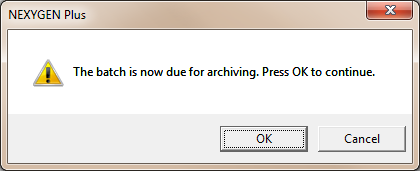 NEXYGEN Plus
The batch is now due for archiving. Press OK to continue.
OK
Cancel